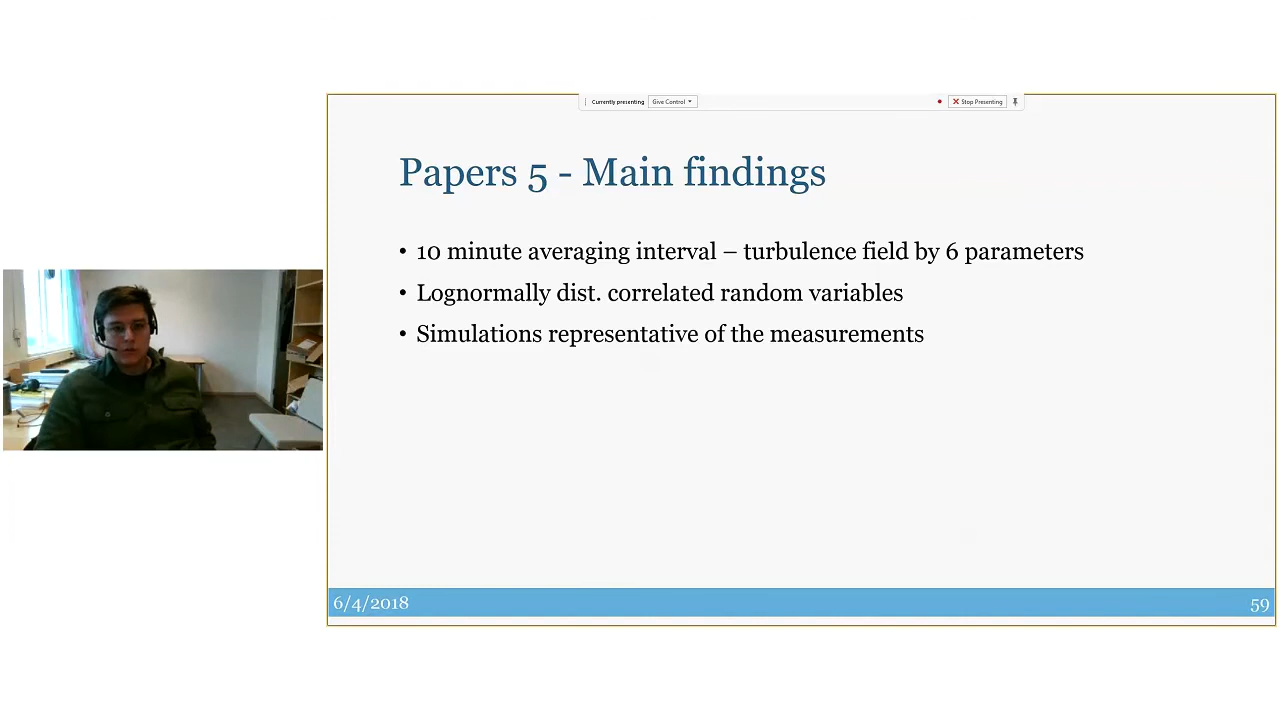 Currently presenting Give Control Stop Presenting
Papers 5 - Main findings
• 10 minute averaging interval – turbulence field by 6 parameters
• Lognormally dist. correlated random variables
• Simulations representative of the measurements
6/4/2018 59